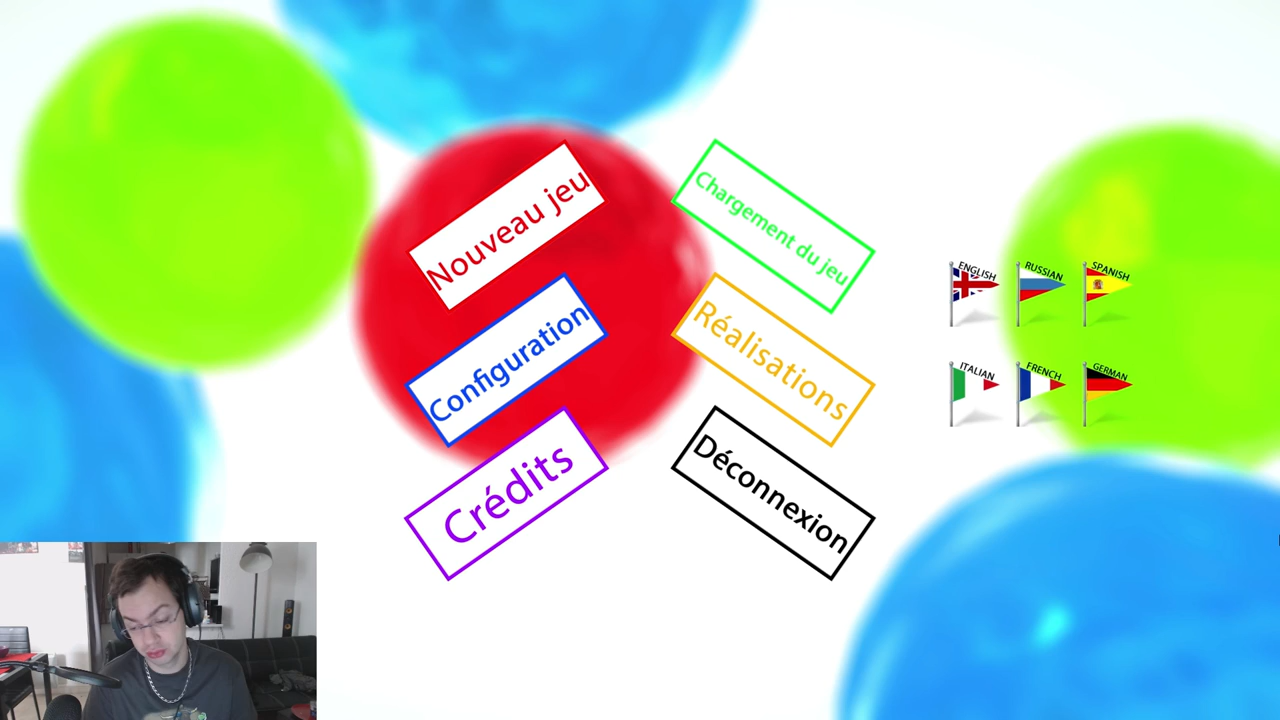 Nouveau jeu
Chargement du jeu
Configuration
Réalisations
Crédits
Déconnexion
ENGLISH
RUSSIAN
SPANISH
ITALIAN
FRENCH
GERMAN